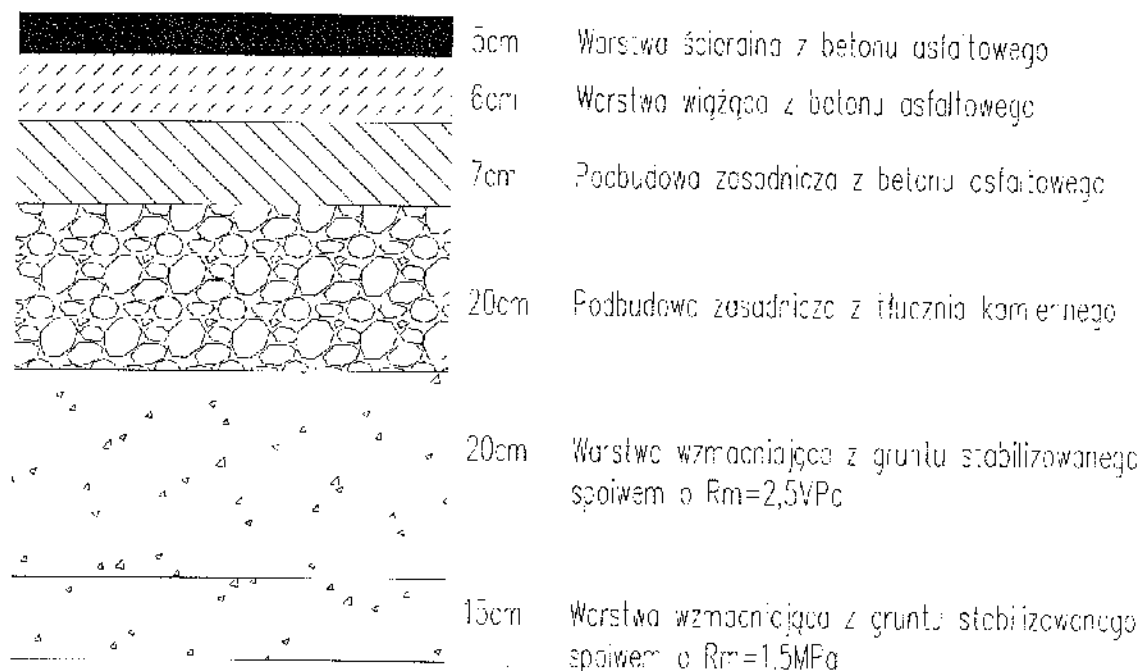 5cm Warstwa ścieralna z betonu asfaltowego
6cm Warstwa wiążąca z betonu asfaltowego
7cm Podbudowa zasadnicza z betonu asfaltowego
20cm Podbudowa zasadnicza z tłucznia kamiennego
20cm Warstwa wzmacniająca z gruntu stabilizowanego
spoiwem o Rm=2,5MPa
15cm Warstwa wzmacniająca z gruntu stabilizowanego
spoiwem o Rm=1,5MPa